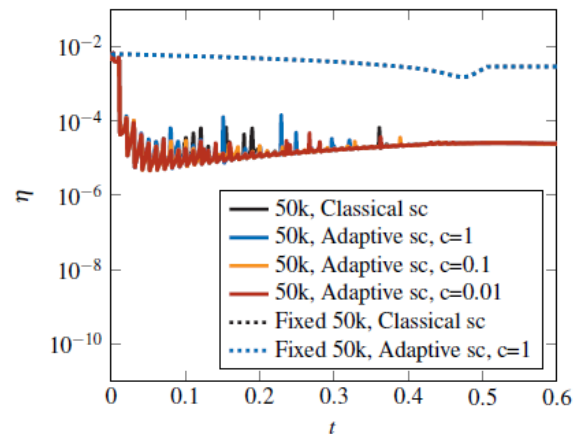 10⁻²
10⁻⁴
10⁻⁶
10⁻⁸
10⁻¹⁰
η
50k, Classical sc
50k, Adaptive sc, c=1
50k, Adaptive sc, c=0.1
50k, Adaptive sc, c=0.01
Fixed 50k, Classical sc
Fixed 50k, Adaptive sc, c=1
0 0.1 0.2 0.3 0.4 0.5 0.6
t